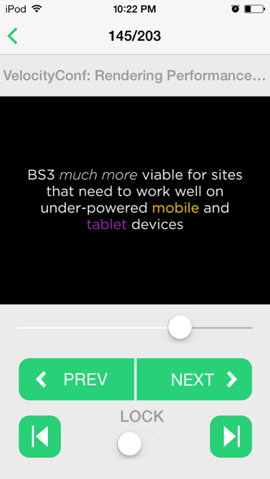 iPod 10:22 PM
145/203
VelocityConf: Rendering Performance...
BS3 much more viable for sites
that need to work well on
under-powered mobile and
tablet devices
PREV NEXT
LOCK